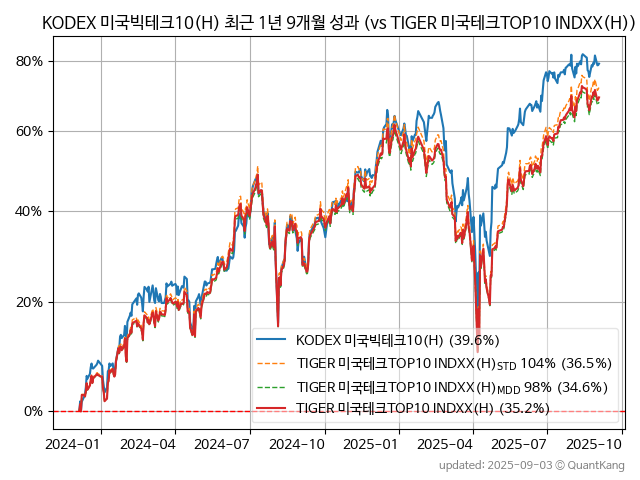 KODEX 미국빅테크10(H) 최근 1년 9개월 성과 (vs TIGER 미국테크TOP10 INDXX(H))
80%
60%
40%
20%
0%
KODEX 미국빅테크10(H) (39.6%)
TIGER 미국테크TOP10 INDXX(H)STD 104% (36.5%)
TIGER 미국테크TOP10 INDXX(H)MDD 98% (34.6%)
TIGER 미국테크TOP10 INDXX(H) (35.2%)
2024-01 2024-04 2024-07 2024-10 2025-01 2025-04 2025-07 2025-10
updated: 2025-09-03 © QuantKang